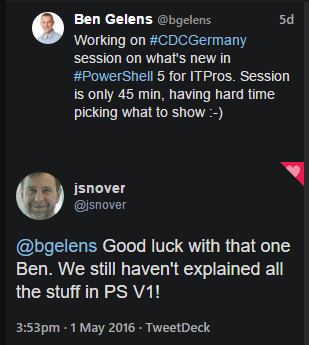 Ben Gelens @bgelens 5d
Working on #CDCGermany
session on what's new in
#PowerShell 5 for ITPros. Session
is only 45 min, having hard time
picking what to show :-)
jsnover
@jsnover
@bgelens Good luck with that one
Ben. We still haven't explained all
the stuff in PS V1!
3:53pm · 1 May 2016 · TweetDeck